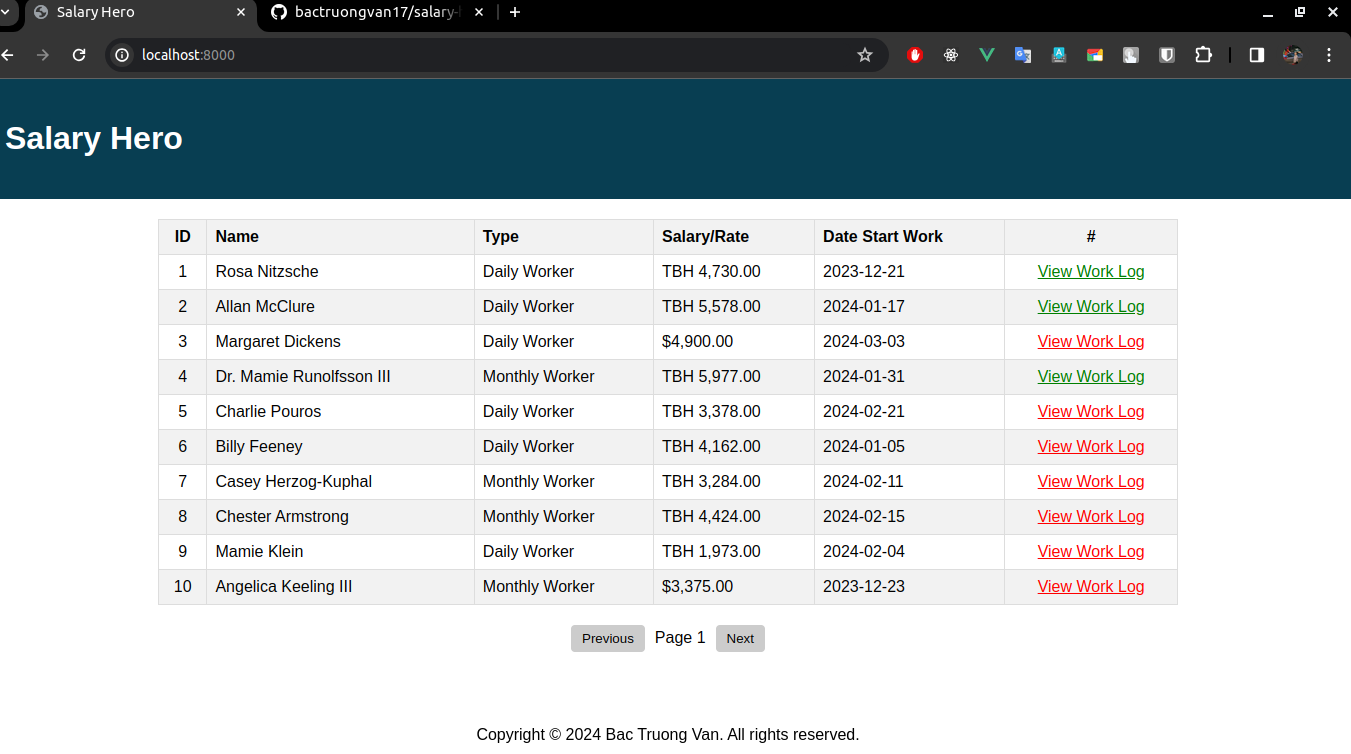 Salary Hero
bactruongvan17/salary-
localhost:8000
Salary Hero
ID Name Type Salary/Rate Date Start Work #
1 Rosa Nitzsche Daily Worker TBH 4,730.00 2023-12-21 View Work Log
2 Allan McClure Daily Worker TBH 5,578.00 2024-01-17 View Work Log
3 Margaret Dickens Daily Worker $4,900.00 2024-03-03 View Work Log
4 Dr. Mamie Runolfsson III Monthly Worker TBH 5,977.00 2024-01-31 View Work Log
5 Charlie Pouros Daily Worker TBH 3,378.00 2024-02-21 View Work Log
6 Billy Feeney Daily Worker TBH 4,162.00 2024-01-05 View Work Log
7 Casey Herzog-Kuphal Monthly Worker TBH 3,284.00 2024-02-11 View Work Log
8 Chester Armstrong Monthly Worker TBH 4,424.00 2024-02-15 View Work Log
9 Mamie Klein Daily Worker TBH 1,973.00 2024-02-04 View Work Log
10 Angelica Keeling III Monthly Worker $3,375.00 2023-12-23 View Work Log
Previous Page 1 Next
Copyright © 2024 Bac Truong Van. All rights reserved.